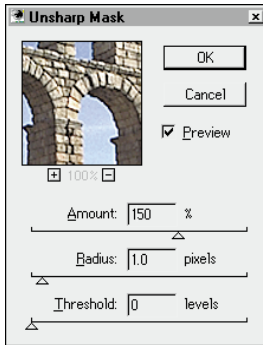 Unsharp Mask
OK
Cancel
Preview
100%
Amount: 150 %
Radius: 1.0 pixels
Threshold: 0 levels